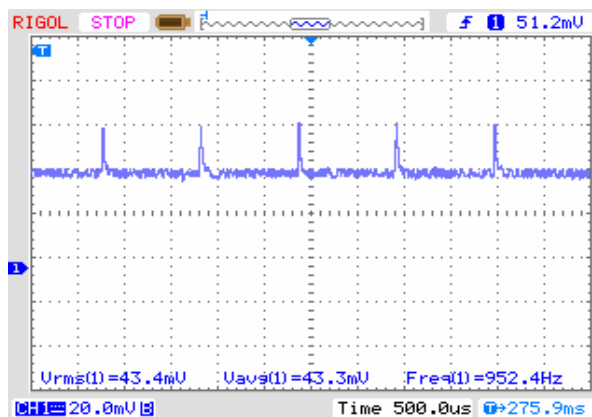 RIGOL STOP T f 1 51.2mV
T
1
Vrms(1)=43.4mV Vavg(1)=43.3mV Freq(1)=952.4Hz
CH1 20.0mV B Time 500.0us T→275.9ms